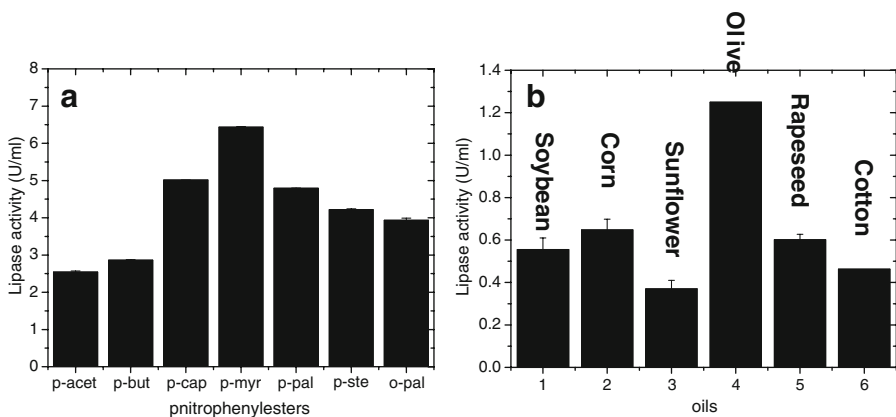 a
8
7
6
5
4
3
2
1
0
Lipase activity (U/ml)
p-acet p-but p-cap p-myr p-pal p-ste o-pal
pnitrophenylesters
b
1.4
1.2
1.0
0.8
0.6
0.4
0.2
0.0
Lipase activity (U/ml)
Soybean
Corn
Sunflower
Olive
Rapeseed
Cotton
1 2 3 4 5 6
oils